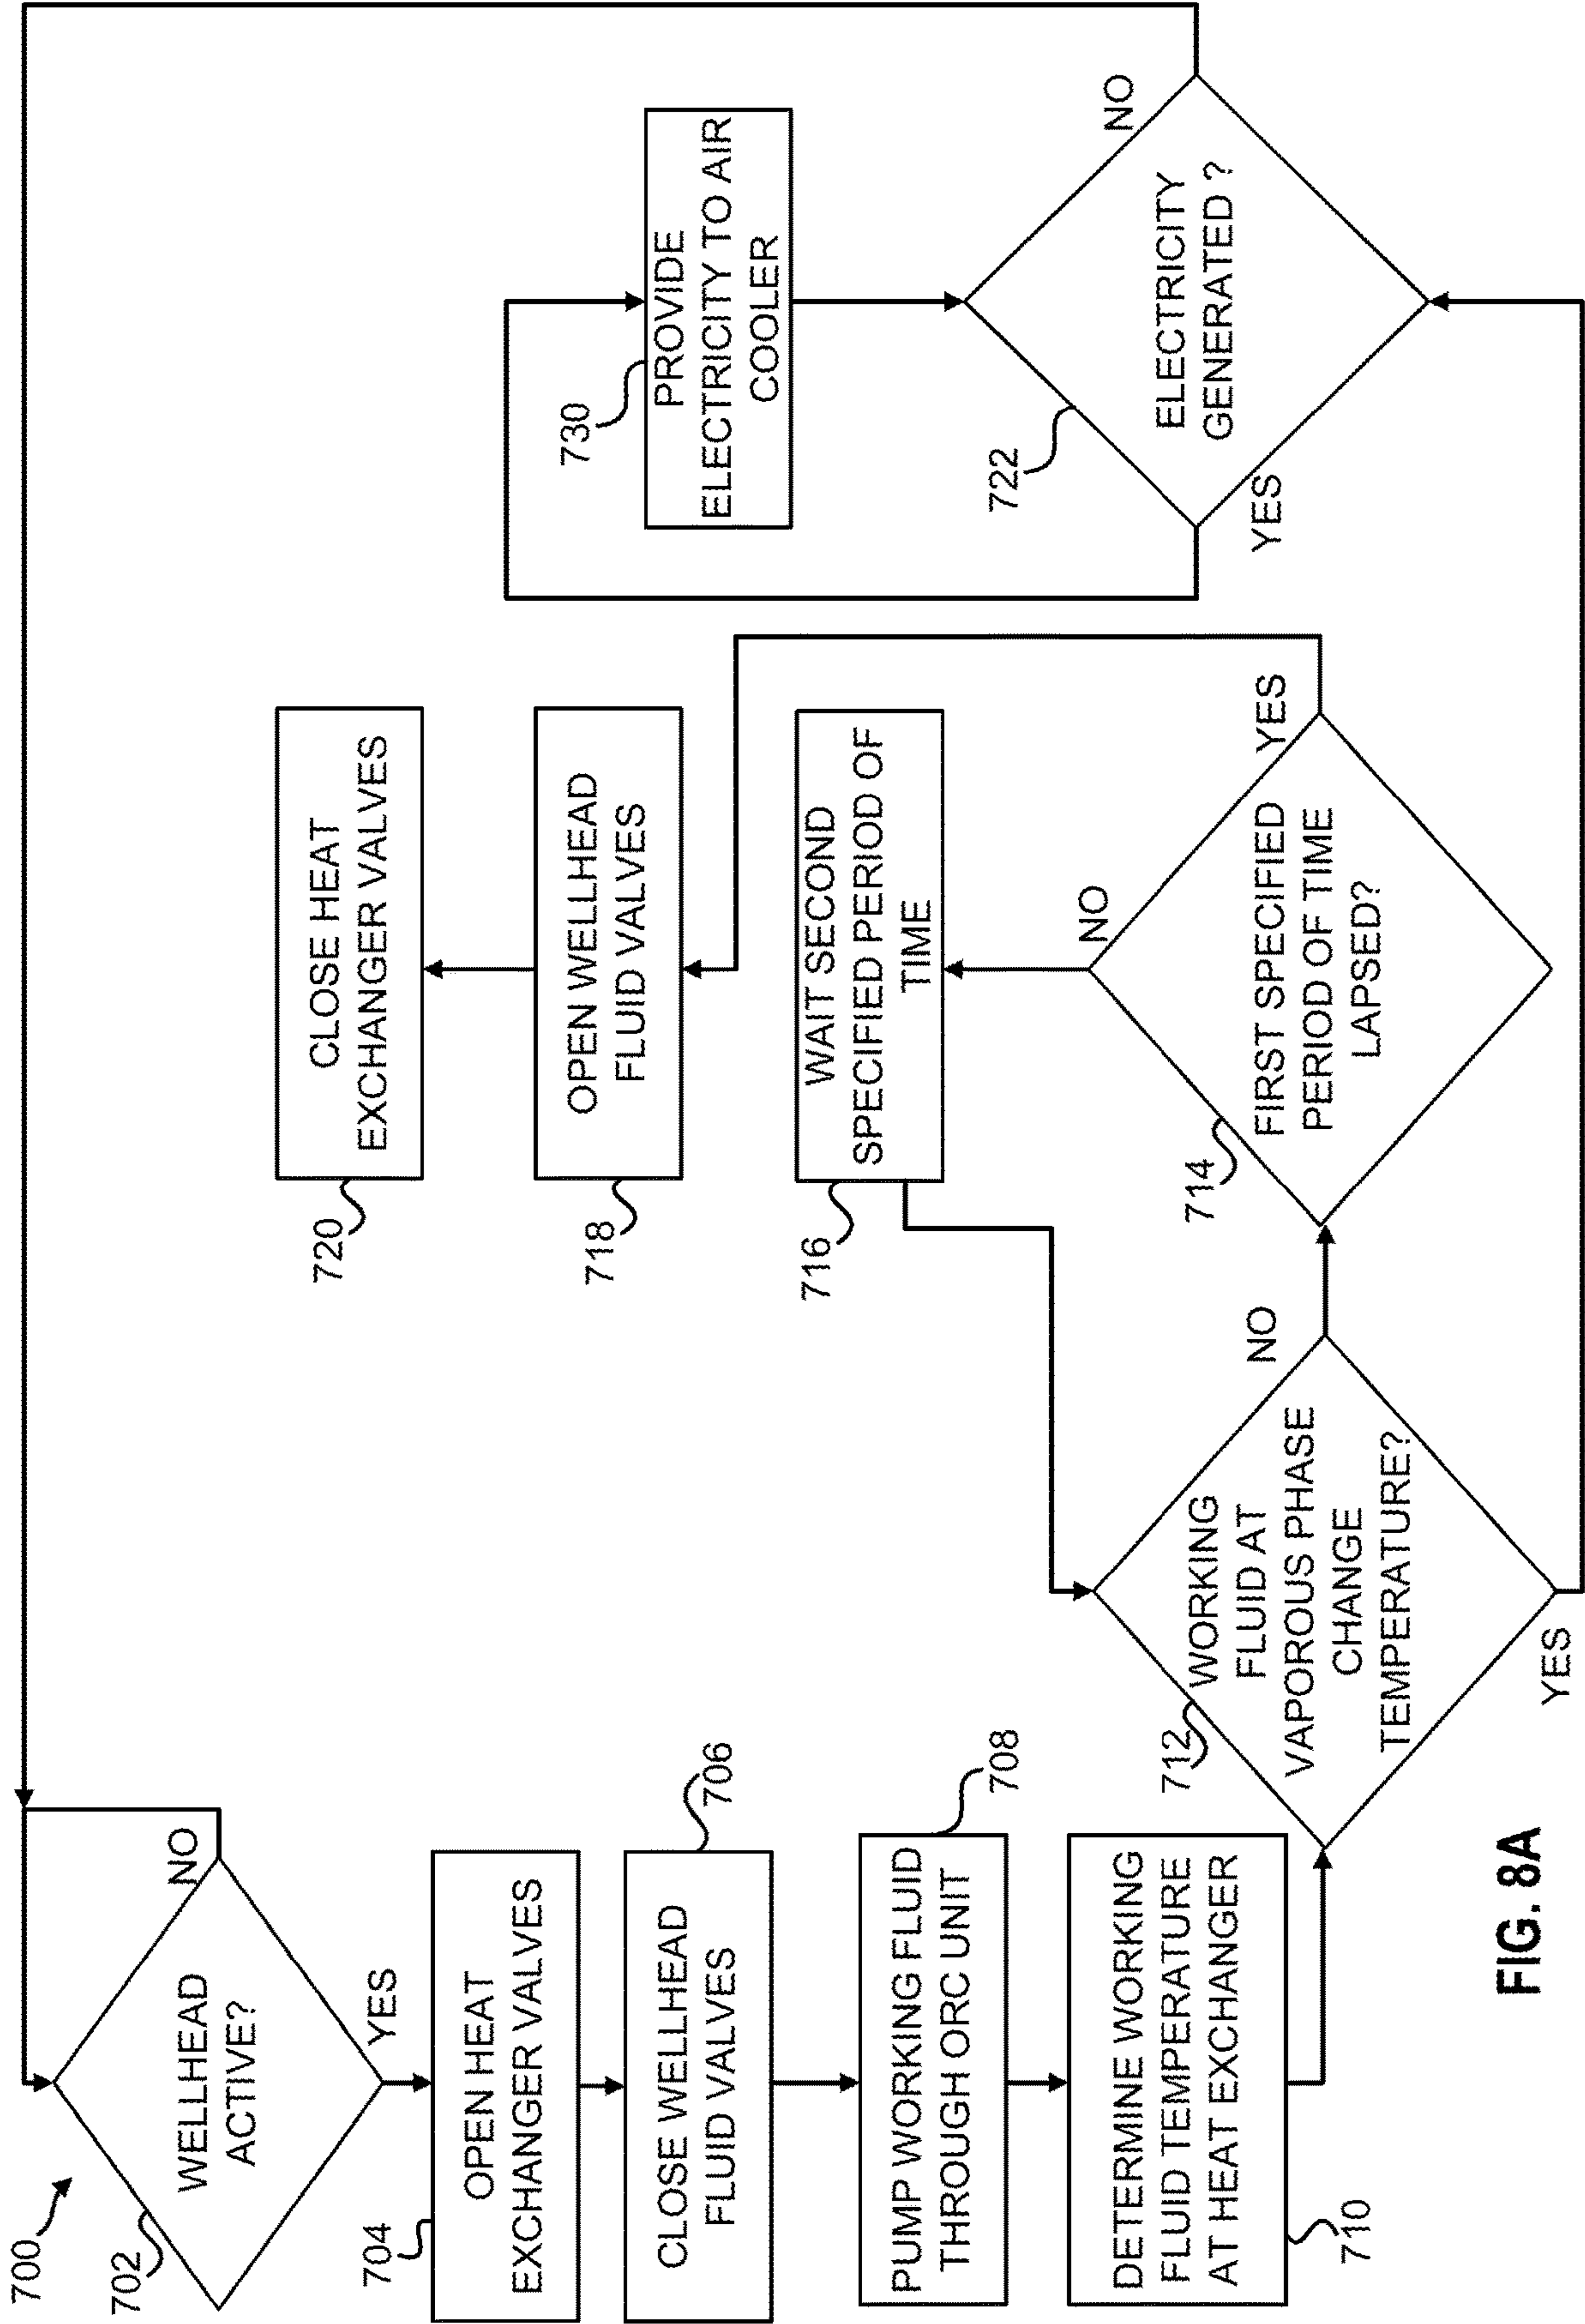 700
702
WELLHEAD
ACTIVE?
NO
YES
704
OPEN HEAT
EXCHANGER VALVES
706
CLOSE WELLHEAD
FLUID VALVES
708
PUMP WORKING FLUID
THROUGH ORC UNIT
710
DETERMINE WORKING
FLUID TEMPERATURE
AT HEAT EXCHANGER
712
WORKING
FLUID AT
VAPOROUS PHASE
CHANGE
TEMPERATURE?
NO
YES
714
FIRST SPECIFIED
PERIOD OF TIME
LAPSED?
NO
YES
716
WAIT SECOND
SPECIFIED PERIOD OF
TIME
718
OPEN WELLHEAD
FLUID VALVES
720
CLOSE HEAT
EXCHANGER VALVES
722
ELECTRICITY
GENERATED ?
YES
NO
730
PROVIDE
ELECTRICITY TO AIR
COOLER
FIG. 8A